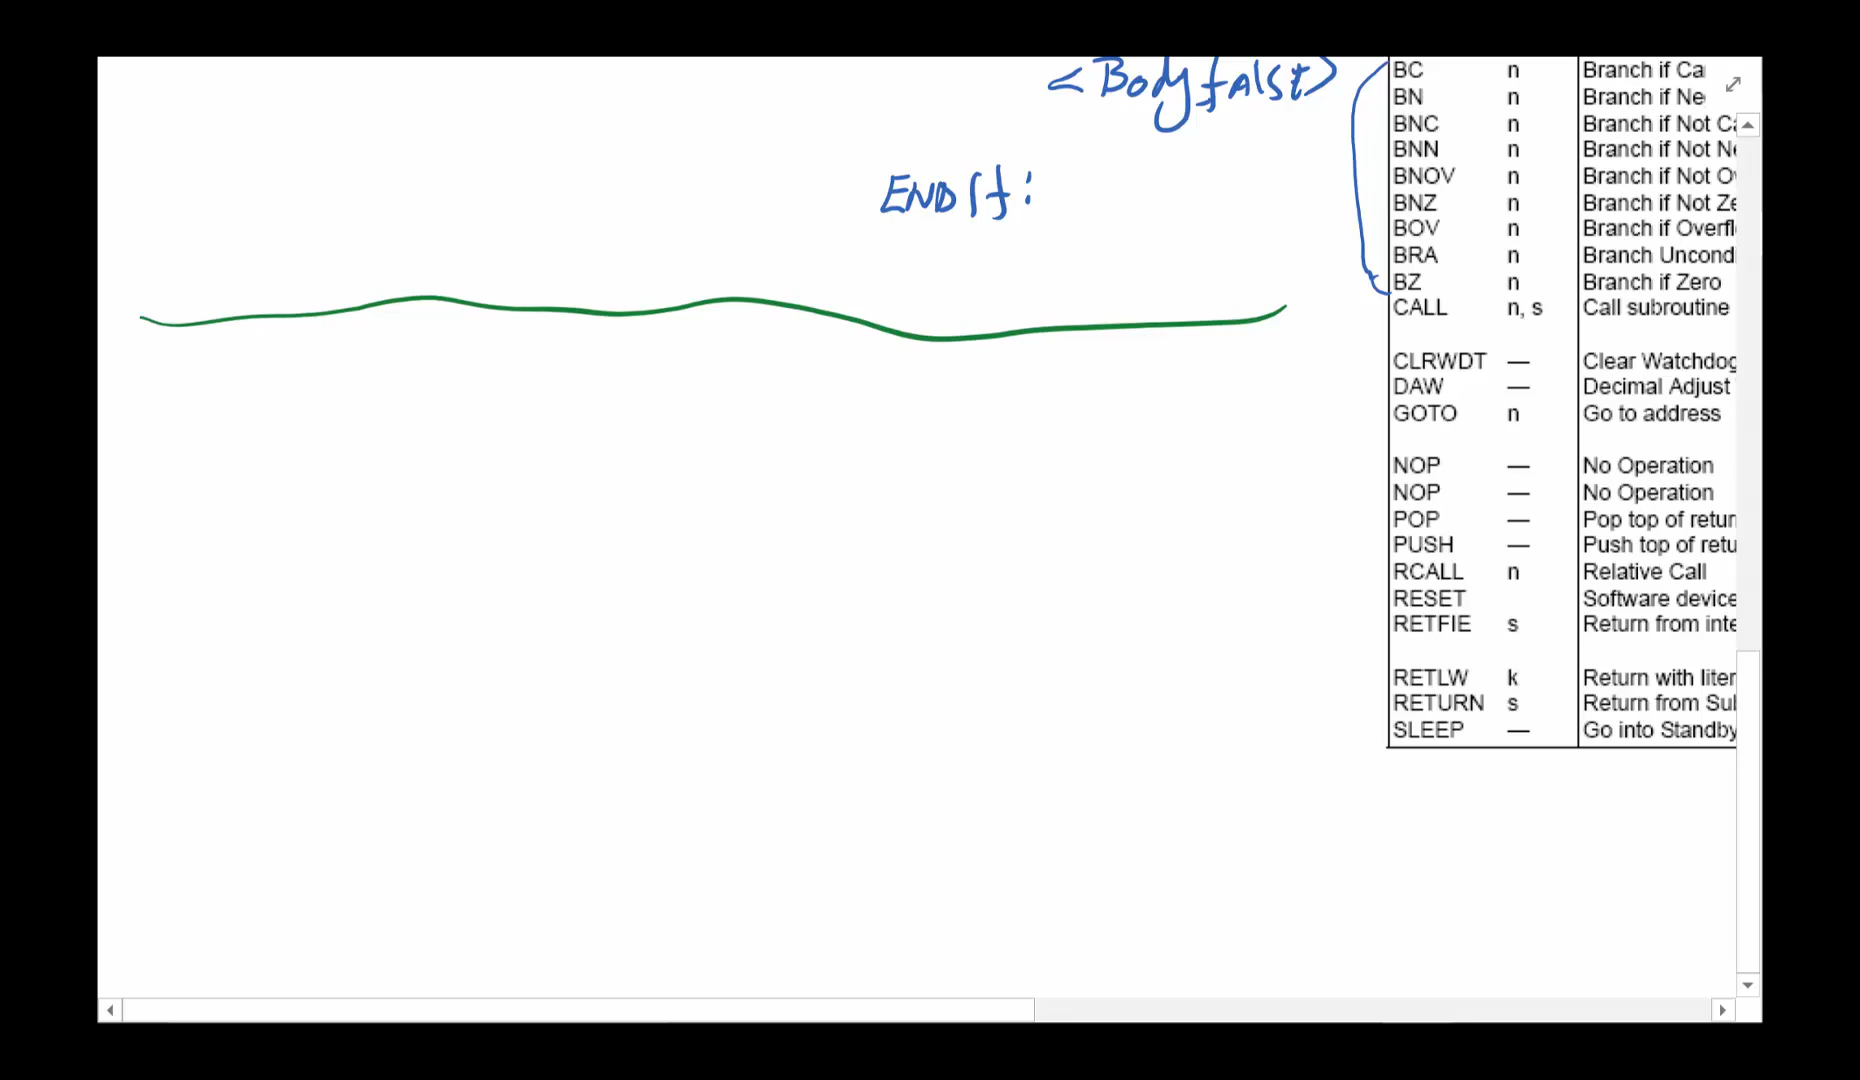 <Body false>
END If:
BC n Branch if Ca
BN n Branch if Ne
BNC n Branch if Not Ca
BNN n Branch if Not Ne
BNOV n Branch if Not O
BNZ n Branch if Not Ze
BOV n Branch if Overfl
BRA n Branch Uncond
BZ n Branch if Zero
CALL n, s Call subroutine
CLRWDT — Clear Watchdog
DAW — Decimal Adjust
GOTO n Go to address
NOP — No Operation
NOP — No Operation
POP — Pop top of retur
PUSH — Push top of retu
RCALL n Relative Call
RESET Software device
RETFIE s Return from inte
RETLW k Return with liter
RETURN s Return from Sub
SLEEP — Go into Standby